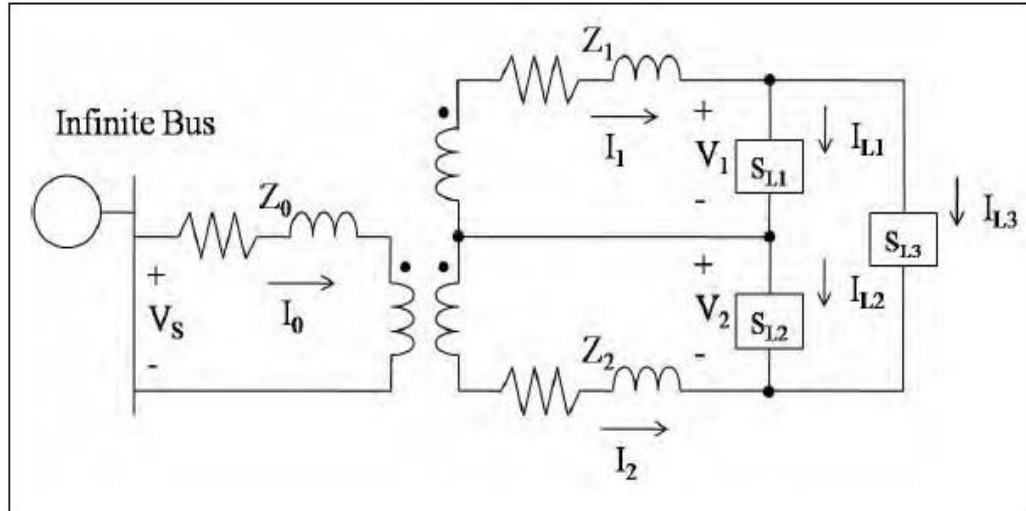 Infinite Bus
Z0
+
VS
-
I0
Z1
I1
+
V1
-
SL1
IL1
SL3
IL3
+
V2
-
SL2
IL2
Z2
I2